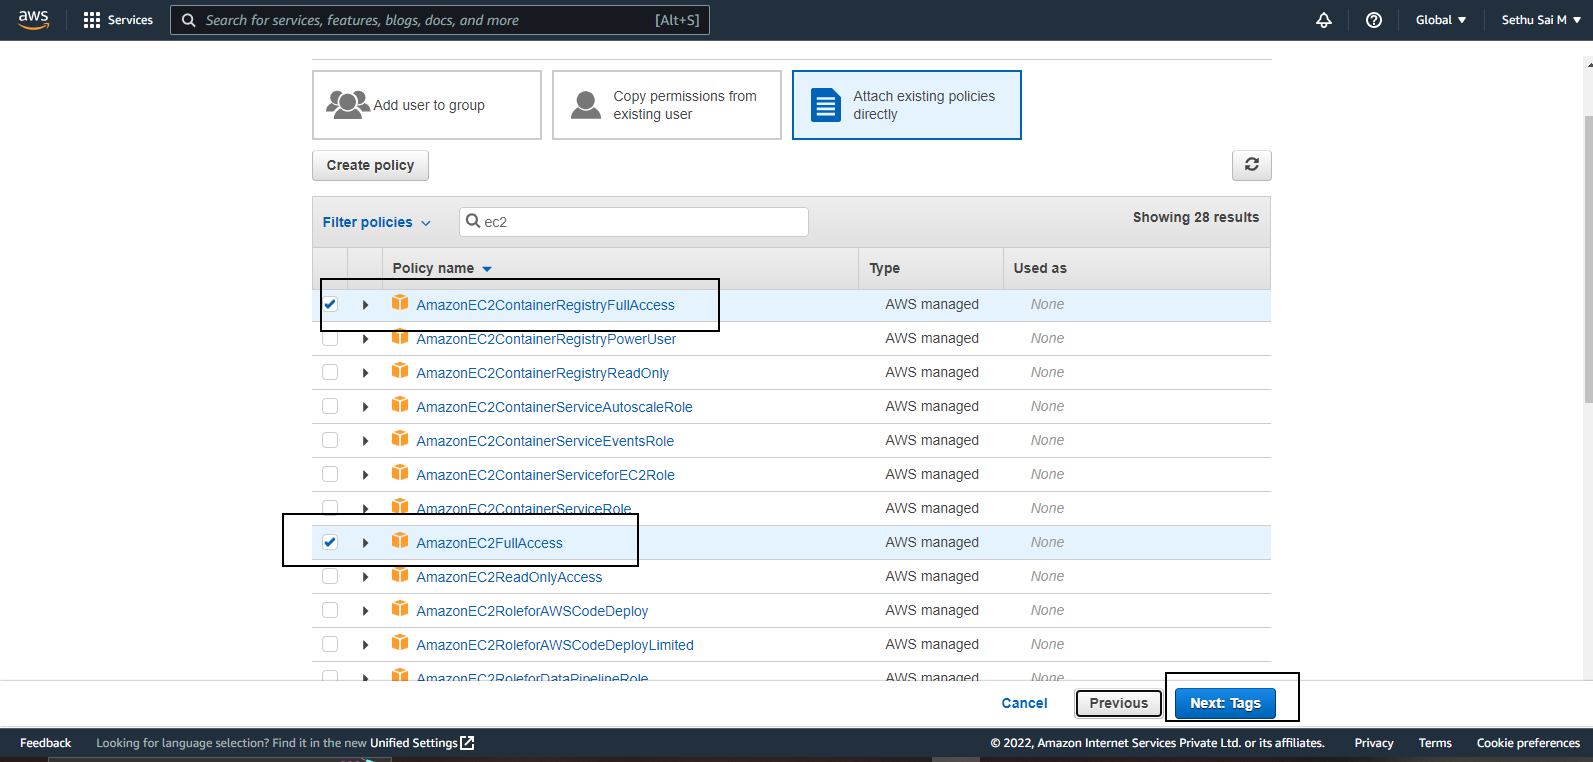 aws Services Search for services, features, blogs, docs, and more [Alt+S] Global Sethu Sai M
Add user to group
Copy permissions from
existing user
Attach existing policies
directly
Create policy
Filter policies ec2 Showing 28 results
Policy name Type Used as
AmazonEC2ContainerRegistryFullAccess AWS managed None
AmazonEC2ContainerRegistryPowerUser AWS managed None
AmazonEC2ContainerRegistryReadOnly AWS managed None
AmazonEC2ContainerServiceAutoscaleRole AWS managed None
AmazonEC2ContainerServiceEventsRole AWS managed None
AmazonEC2ContainerServiceforEC2Role AWS managed None
AmazonEC2ContainerServiceRole AWS managed None
AmazonEC2FullAccess AWS managed None
AmazonEC2ReadOnlyAccess AWS managed None
AmazonEC2RoleforAWSCodeDeploy AWS managed None
AmazonEC2RoleforAWSCodeDeployLimited AWS managed None
AmazonEC2RoleforDataPipelineRole AWS managed None
Cancel Previous Next: Tags
Feedback Looking for language selection? Find it in the new Unified Settings © 2022, Amazon Internet Services Private Ltd. or its affiliates. Privacy Terms Cookie preferences